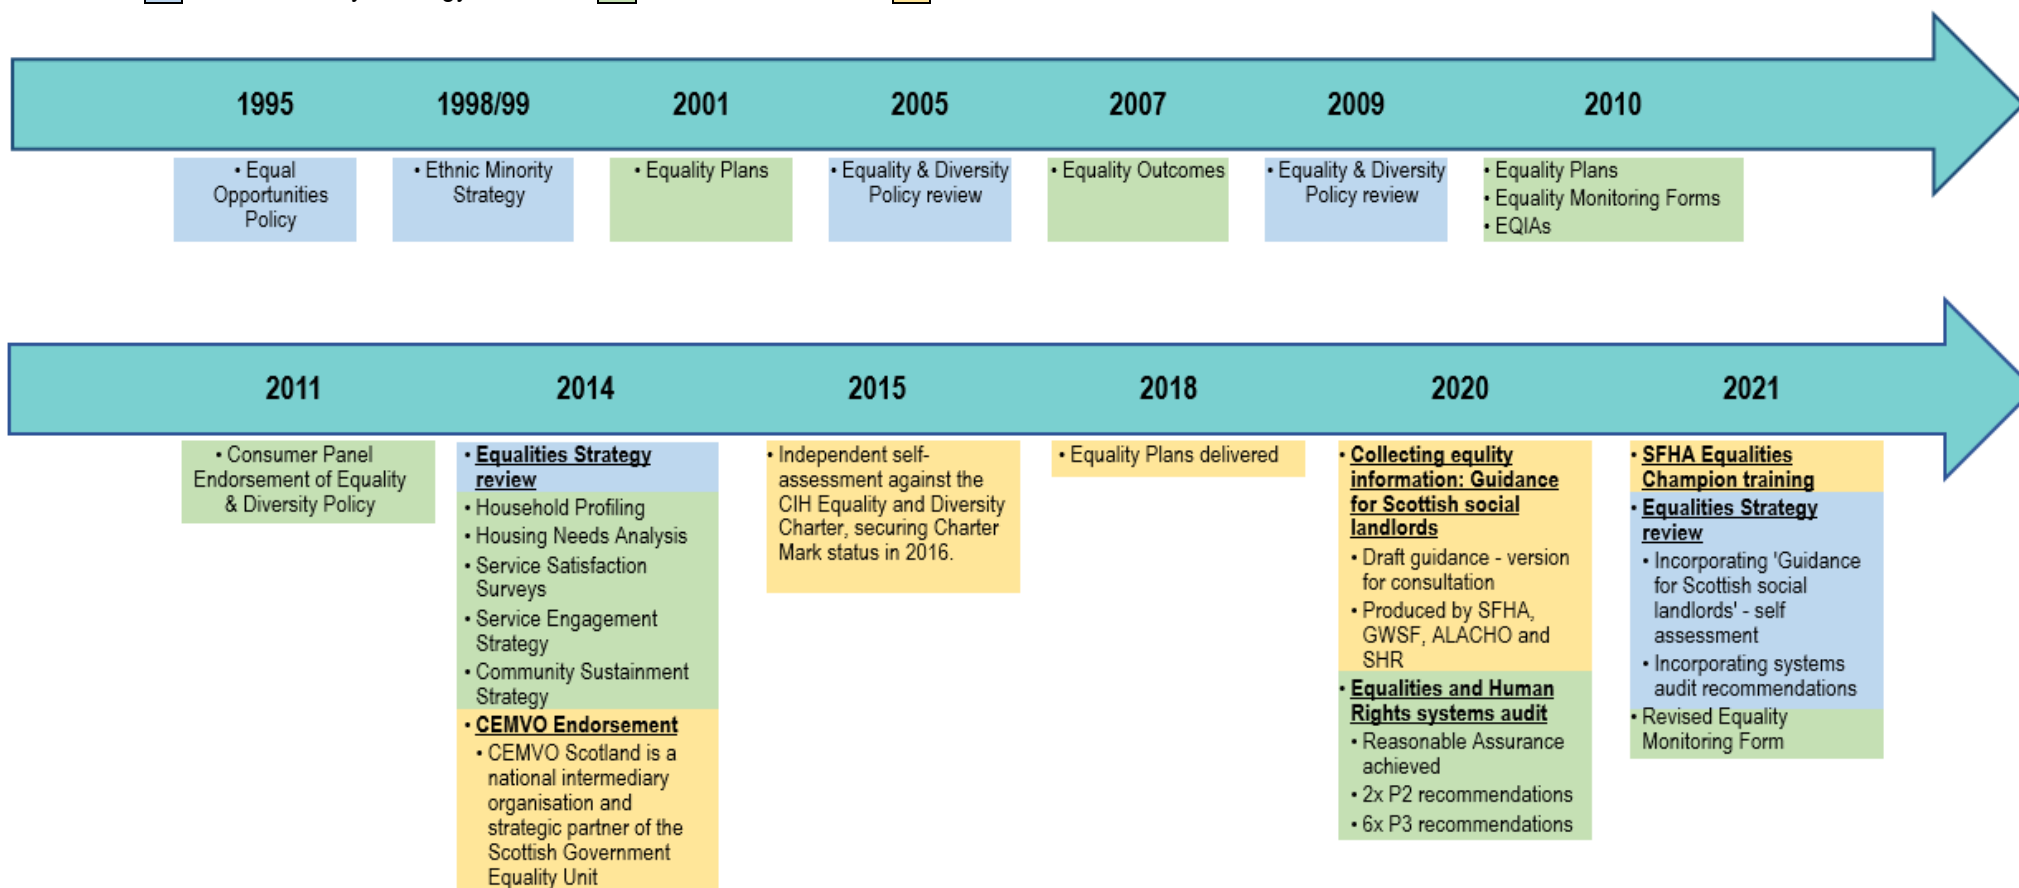 1995
1998/99
2001
2005
2007
2009
2010
• Equal
Opportunities
Policy
• Ethnic Minority
Strategy
• Equality Plans
• Equality & Diversity
Policy review
• Equality Outcomes
• Equality & Diversity
Policy review
• Equality Plans
• Equality Monitoring Forms
• EQIAs
2011
2014
2015
2018
2020
2021
• Consumer Panel
Endorsement of Equality
& Diversity Policy
• Equalities Strategy
review
• Household Profiling
• Housing Needs Analysis
• Service Satisfaction
Surveys
• Service Engagement
Strategy
• Community Sustainment
Strategy
• CEMVO Endorsement
• CEMVO Scotland is a
national intermediary
organisation and
strategic partner of the
Scottish Government
Equality Unit
• Independent self-
assessment against the
CIH Equality and Diversity
Charter, securing Charter
Mark status in 2016.
• Equality Plans delivered
• Collecting equlity
information: Guidance
for Scottish social
landlords
• Draft guidance - version
for consultation
• Produced by SFHA,
GWSF, ALACHO and
SHR
• Equalities and Human
Rights systems audit
• Reasonable Assurance
achieved
• 2x P2 recommendations
• 6x P3 recommendations
• SFHA Equalities
Champion training
• Equalities Strategy
review
• Incorporating 'Guidance
for Scottish social
landlords' - self
assessment
• Incorporating systems
audit recommendations
• Revised Equality
Monitoring Form